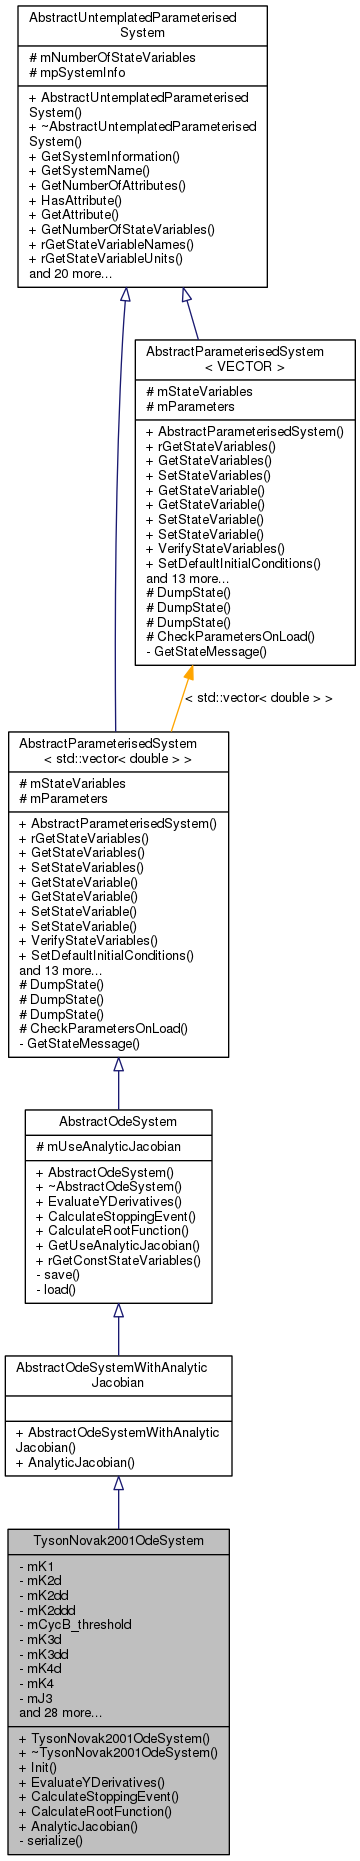 AbstractUntemplatedParameterised
System
# mNumberOfStateVariables
# mpSystemInfo
+ AbstractUntemplatedParameterised
System()
+ ~AbstractUntemplatedParameterised
System()
+ GetSystemInformation()
+ GetSystemName()
+ GetNumberOfAttributes()
+ HasAttribute()
+ GetAttribute()
+ GetNumberOfStateVariables()
+ rGetStateVariableNames()
+ rGetStateVariableUnits()
and 20 more...
AbstractParameterisedSystem
< VECTOR >
# mStateVariables
# mParameters
+ AbstractParameterisedSystem()
+ rGetStateVariables()
+ GetStateVariables()
+ SetStateVariables()
+ GetStateVariable()
+ GetStateVariable()
+ SetStateVariable()
+ SetStateVariable()
+ VerifyStateVariables()
+ SetDefaultInitialConditions()
and 13 more...
# DumpState()
# DumpState()
# DumpState()
# CheckParametersOnLoad()
- GetStateMessage()
< std::vector< double > >
AbstractParameterisedSystem
< std::vector< double > >
# mStateVariables
# mParameters
+ AbstractParameterisedSystem()
+ rGetStateVariables()
+ GetStateVariables()
+ SetStateVariables()
+ GetStateVariable()
+ GetStateVariable()
+ SetStateVariable()
+ SetStateVariable()
+ VerifyStateVariables()
+ SetDefaultInitialConditions()
and 13 more...
# DumpState()
# DumpState()
# DumpState()
# CheckParametersOnLoad()
- GetStateMessage()
AbstractOdeSystem
# mUseAnalyticJacobian
+ AbstractOdeSystem()
+ ~AbstractOdeSystem()
+ EvaluateYDerivatives()
+ CalculateStoppingEvent()
+ CalculateRootFunction()
+ GetUseAnalyticJacobian()
+ rGetConstStateVariables()
- save()
- load()
AbstractOdeSystemWithAnalytic
Jacobian
+ AbstractOdeSystemWithAnalytic
Jacobian()
+ AnalyticJacobian()
TysonNovak2001OdeSystem
- mK1
- mK2d
- mK2dd
- mK2ddd
- mCycB_threshold
- mK3d
- mK3dd
- mK4d
- mK4
- mJ3
and 28 more...
+ TysonNovak2001OdeSystem()
+ ~TysonNovak2001OdeSystem()
+ Init()
+ EvaluateYDerivatives()
+ CalculateStoppingEvent()
+ CalculateRootFunction()
+ AnalyticJacobian()
- serialize()